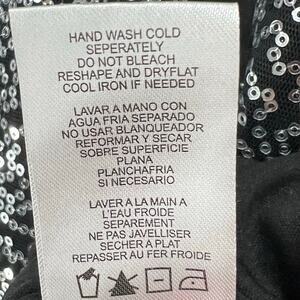 HAND WASH COLD
SEPERATELY
DO NOT BLEACH
RESHAPE AND DRYFLAT
COOL IRON IF NEEDED
LAVAR A MANO CON
AGUA FRIA SEPARADO
NO USAR BLANQUEADOR
REFORMAR Y SECAR
SOBRE SUPERFICIE
PLANA
PLANCHAFRIA
SI NECESARIO
LAVER A LA MAIN A
L'EAU FROIDE
SEPAREMENT
NE PAS JAVELLISER
SECHER A PLAT
REPASSER AU FER FROIDE